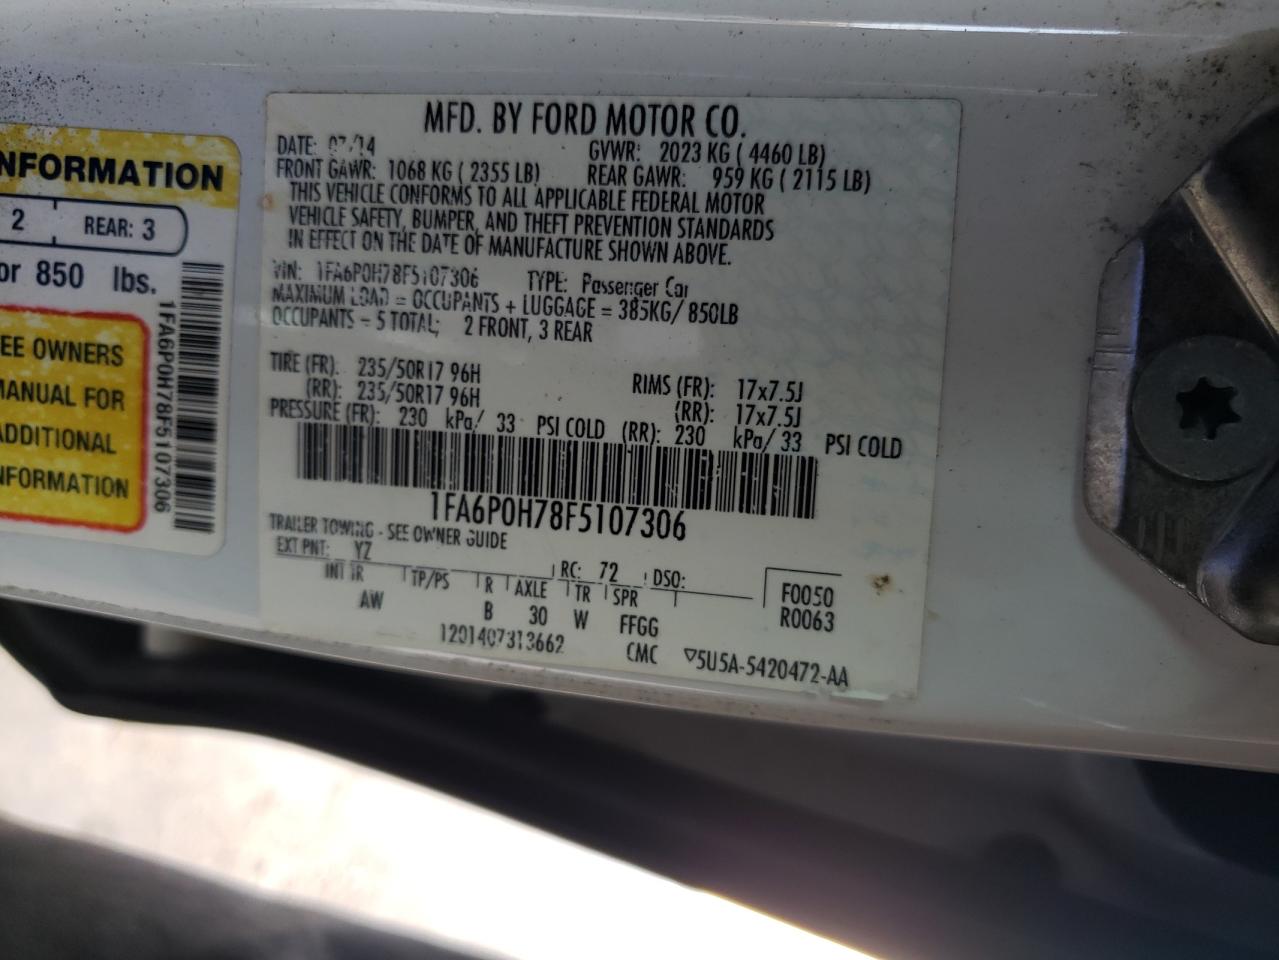 MFD. BY FORD MOTOR CO.
DATE: 07/14 GVWR: 2023 KG ( 4460 LB)
FRONT GAWR: 1068 KG ( 2355 LB) REAR GAWR: 959 KG ( 2115 LB)
THIS VEHICLE CONFORMS TO ALL APPLICABLE FEDERAL MOTOR
VEHICLE SAFETY, BUMPER, AND THEFT PREVENTION STANDARDS
IN EFFECT ON THE DATE OF MANUFACTURE SHOWN ABOVE.
VIN: 1FA6P0H78F5107306 TYPE: Passenger Car
MAXIMUM LOAD = OCCUPANTS + LUGGAGE = 385KG/ 850LB
OCCUPANTS = 5 TOTAL; 2 FRONT, 3 REAR
TIRE (FR): 235/50R17 96H RIMS (FR): 17x7.5J
(RR): 235/50R17 96H (RR): 17x7.5J
PRESSURE (FR): 230 kPa/ 33 PSI COLD (RR): 230 kPa/ 33 PSI COLD
1FA6P0H78F5107306
TRAILER TOWING - SEE OWNER GUIDE
EXT PNT: YZ RC: 72 DSO:
INT TR TP/PS R AXLE TR SPR F0050
AW B 30 W FFGG R0063
1201407313662 CMC ▽5U5A-5420472-AA
NFORMATION
2 REAR: 3
or 850 lbs.
EE OWNERS
MANUAL FOR
ADDITIONAL
NFORMATION
1FA6P0H78F5107306